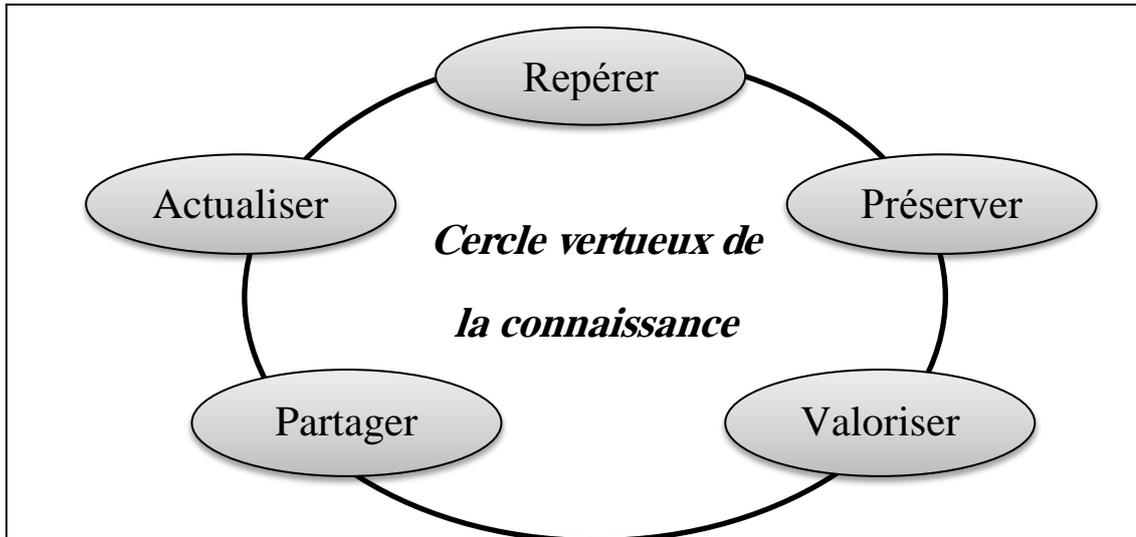 Repérer
Actualiser
Préserver
Cercle vertueux de
la connaissance
Partager
Valoriser